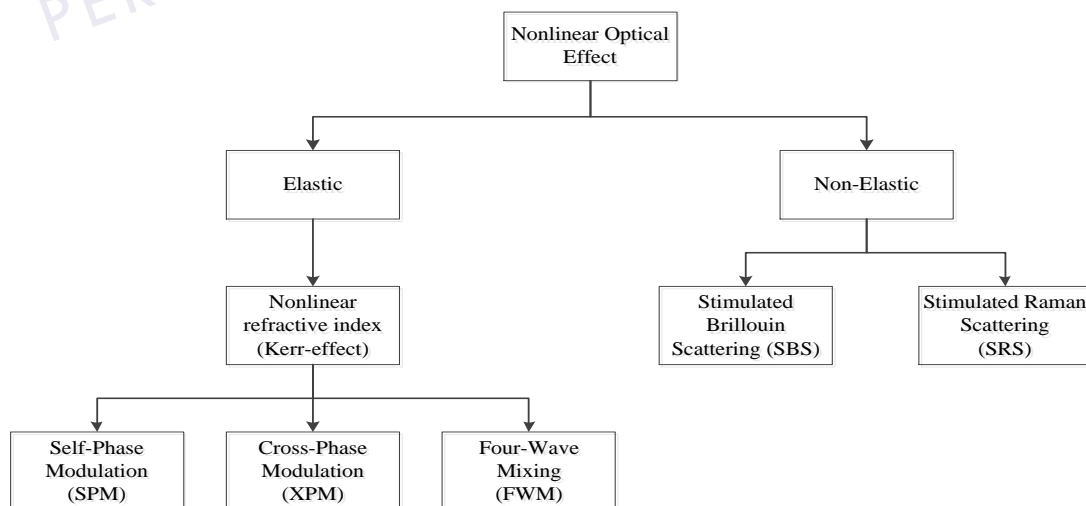 PER
Nonlinear Optical
Effect
Elastic
Non-Elastic
Nonlinear
refractive index
(Kerr-effect)
Stimulated
Brillouin
Scattering (SBS)
Stimulated Raman
Scattering
(SRS)
Self-Phase
Modulation
(SPM)
Cross-Phase
Modulation
(XPM)
Four-Wave
Mixing
(FWM)